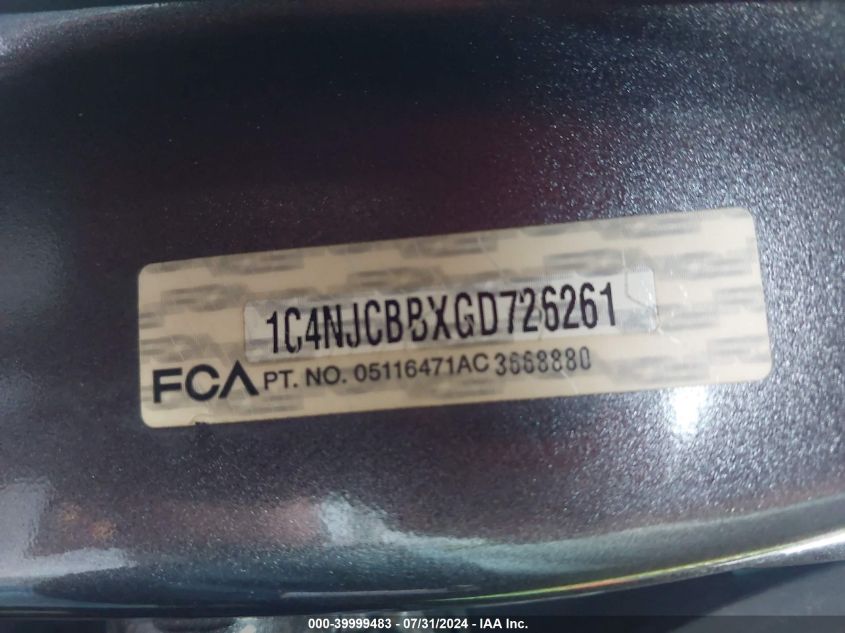 1C4NJCBBXGD726261
FCA PT. NO. 05116471AC 3668880
000-39999483 - 07/31/2024 - IAA Inc.